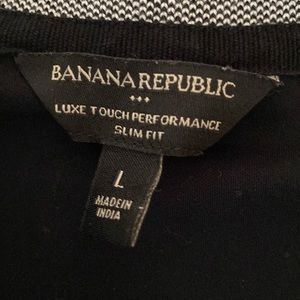 BANANA REPUBLIC
LUXE TOUCH PERFORMANCE
SLIM FIT
L
MADE IN
INDIA